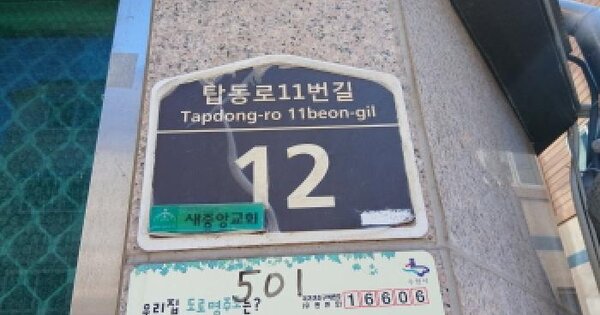 탑동로11번길
Tapdong-ro 11beon-gil
12
새중앙교회
501
우리집 도로명주소는?
16606